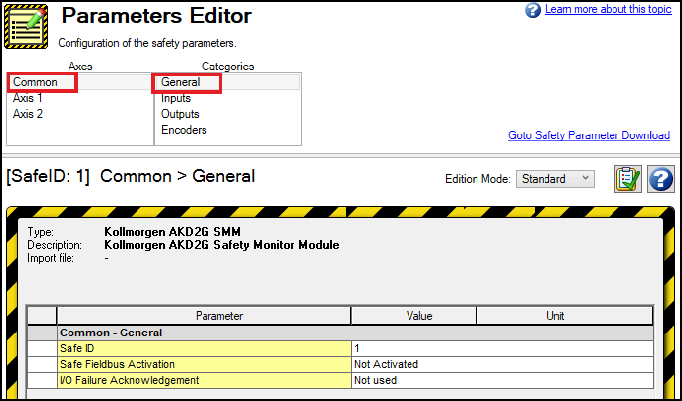 Parameters Editor
Learn more about this topic
Configuration of the safety parameters.
Axes
Categories
Common
General
Axis 1
Inputs
Axis 2
Outputs
Encoders
Goto Safety Parameter Download
[SafeID: 1] Common > General
Edition Mode: Standard
Type: Kollmorgen AKD2G SMM
Description: Kollmorgen AKD2G Safety Monitor Module
Import file: -
Parameter Value Unit
Common - General
Safe ID 1
Safe Fieldbus Activation Not Activated
I/O Failure Acknowledgement Not used